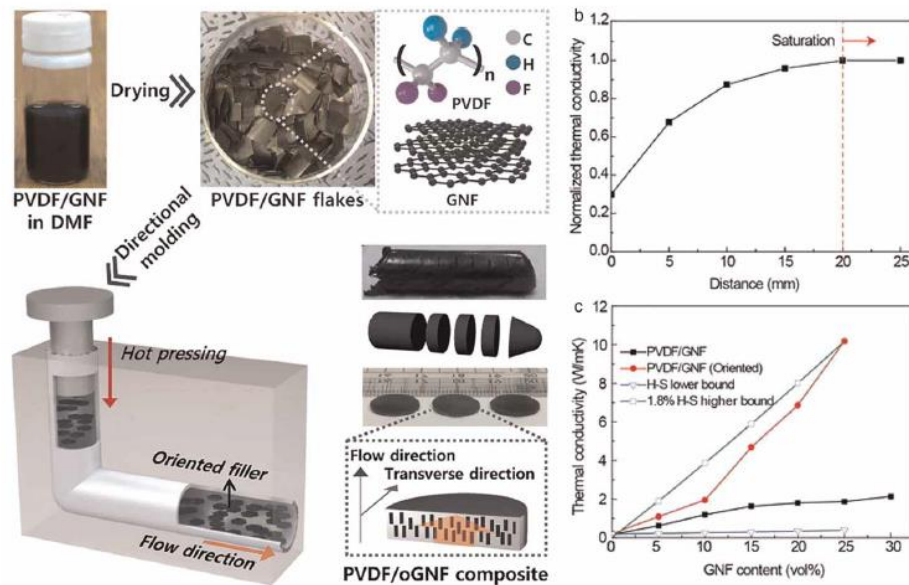 Drying
PVDF/GNF
in DMF
PVDF/GNF flakes
n
PVDF
GNF
C
H
F
Directional
molding
Hot pressing
Oriented filler
Flow direction
Flow direction
Transverse direction
PVDF/oGNF composite
b
Saturation
Normalized thermal conductivity
1.2
1.0
0.8
0.6
0.4
0.2
0.0
0 5 10 15 20 25
Distance (mm)
c
PVDF/GNF
PVDF/GNF (Oriented)
H-S lower bound
1.8% H-S higher bound
Thermal conductivity (W/mK)
12
10
8
6
4
2
0
0 5 10 15 20 25 30
GNF content (vol%)